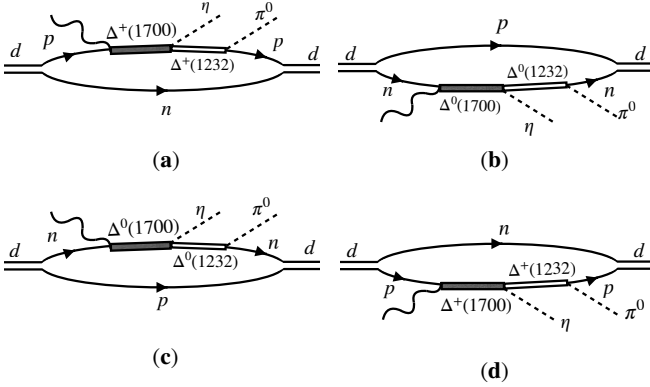 d p Δ⁺(1700) η π⁰ p d
Δ⁺(1232)
n
(a)
d p d
n Δ⁰(1232) n
Δ⁰(1700) η π⁰
(b)
d n Δ⁰(1700) η π⁰ n d
Δ⁰(1232)
p
(c)
d n d
p Δ⁺(1232) p
Δ⁺(1700) η π⁰
(d)